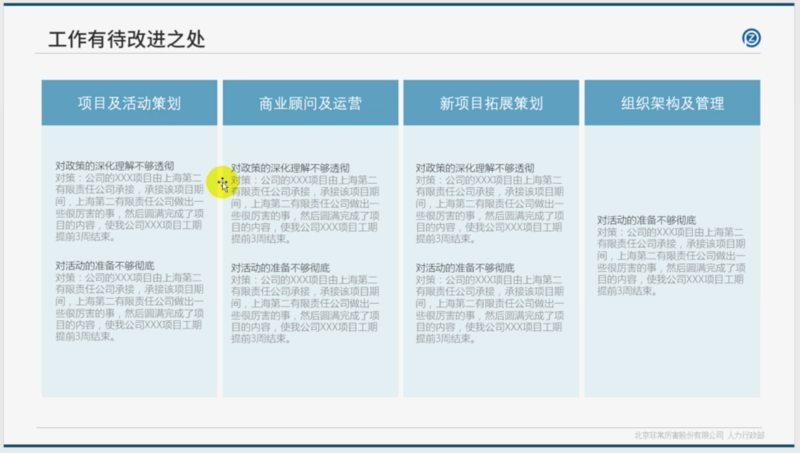 工作有待改进之处
项目及活动策划
对政策的深化理解不够透彻
对策：公司的XXX项目由上海第二
有限责任公司承接，承接该项目期
间，上海第二有限责任公司做出一
些很厉害的事，然后圆满完成了项
目的内容，使我公司XXX项目工期
提前3周结束。
对活动的准备不够彻底
对策：公司的XXX项目由上海第二
有限责任公司承接，承接该项目期
间，上海第二有限责任公司做出一
些很厉害的事，然后圆满完成了项
目的内容，使我公司XXX项目工期
提前3周结束。
商业顾问及运营
对政策的深化理解不够透彻
对策：公司的XXX项目由上海第二
有限责任公司承接，承接该项目期
间，上海第二有限责任公司做出一
些很厉害的事，然后圆满完成了项
目的内容，使我公司XXX项目工期
提前3周结束。
对活动的准备不够彻底
对策：公司的XXX项目由上海第二
有限责任公司承接，承接该项目期
间，上海第二有限责任公司做出一
些很厉害的事，然后圆满完成了项
目的内容，使我公司XXX项目工期
提前3周结束。
新项目拓展策划
对政策的深化理解不够透彻
对策：公司的XXX项目由上海第二
有限责任公司承接，承接该项目期
间，上海第二有限责任公司做出一
些很厉害的事，然后圆满完成了项
目的内容，使我公司XXX项目工期
提前3周结束。
对活动的准备不够彻底
对策：公司的XXX项目由上海第二
有限责任公司承接，承接该项目期
间，上海第二有限责任公司做出一
些很厉害的事，然后圆满完成了项
目的内容，使我公司XXX项目工期
提前3周结束。
组织架构及管理
对活动的准备不够彻底
对策：公司的XXX项目由上海第二
有限责任公司承接，承接该项目期
间，上海第二有限责任公司做出一
些很厉害的事，然后圆满完成了项
目的内容，使我公司XXX项目工期
提前3周结束。
北京非常厉害股份有限公司 人力行政部